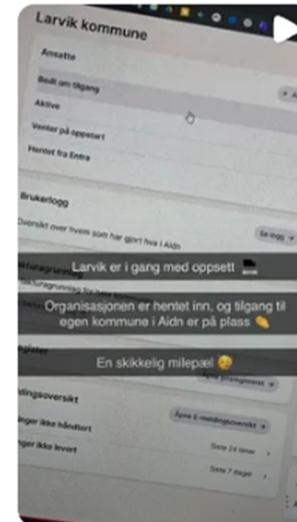 Larvik kommune
Ansatte
Bedt om tilgang
Aktive
Venter på oppstart
Hentet fra Entra
Brukerlogg
Oversikt over hvem som har gjort hva i Aidn
Se logg
Larvik er i gang med oppsett
Organisasjonen er hentet inn, og tilgang til
egen kommune i Aidn er på plass
En skikkelig milepæl
Åpne E-meldingsoversikt
Siste 24 timer
Siste 7 dager